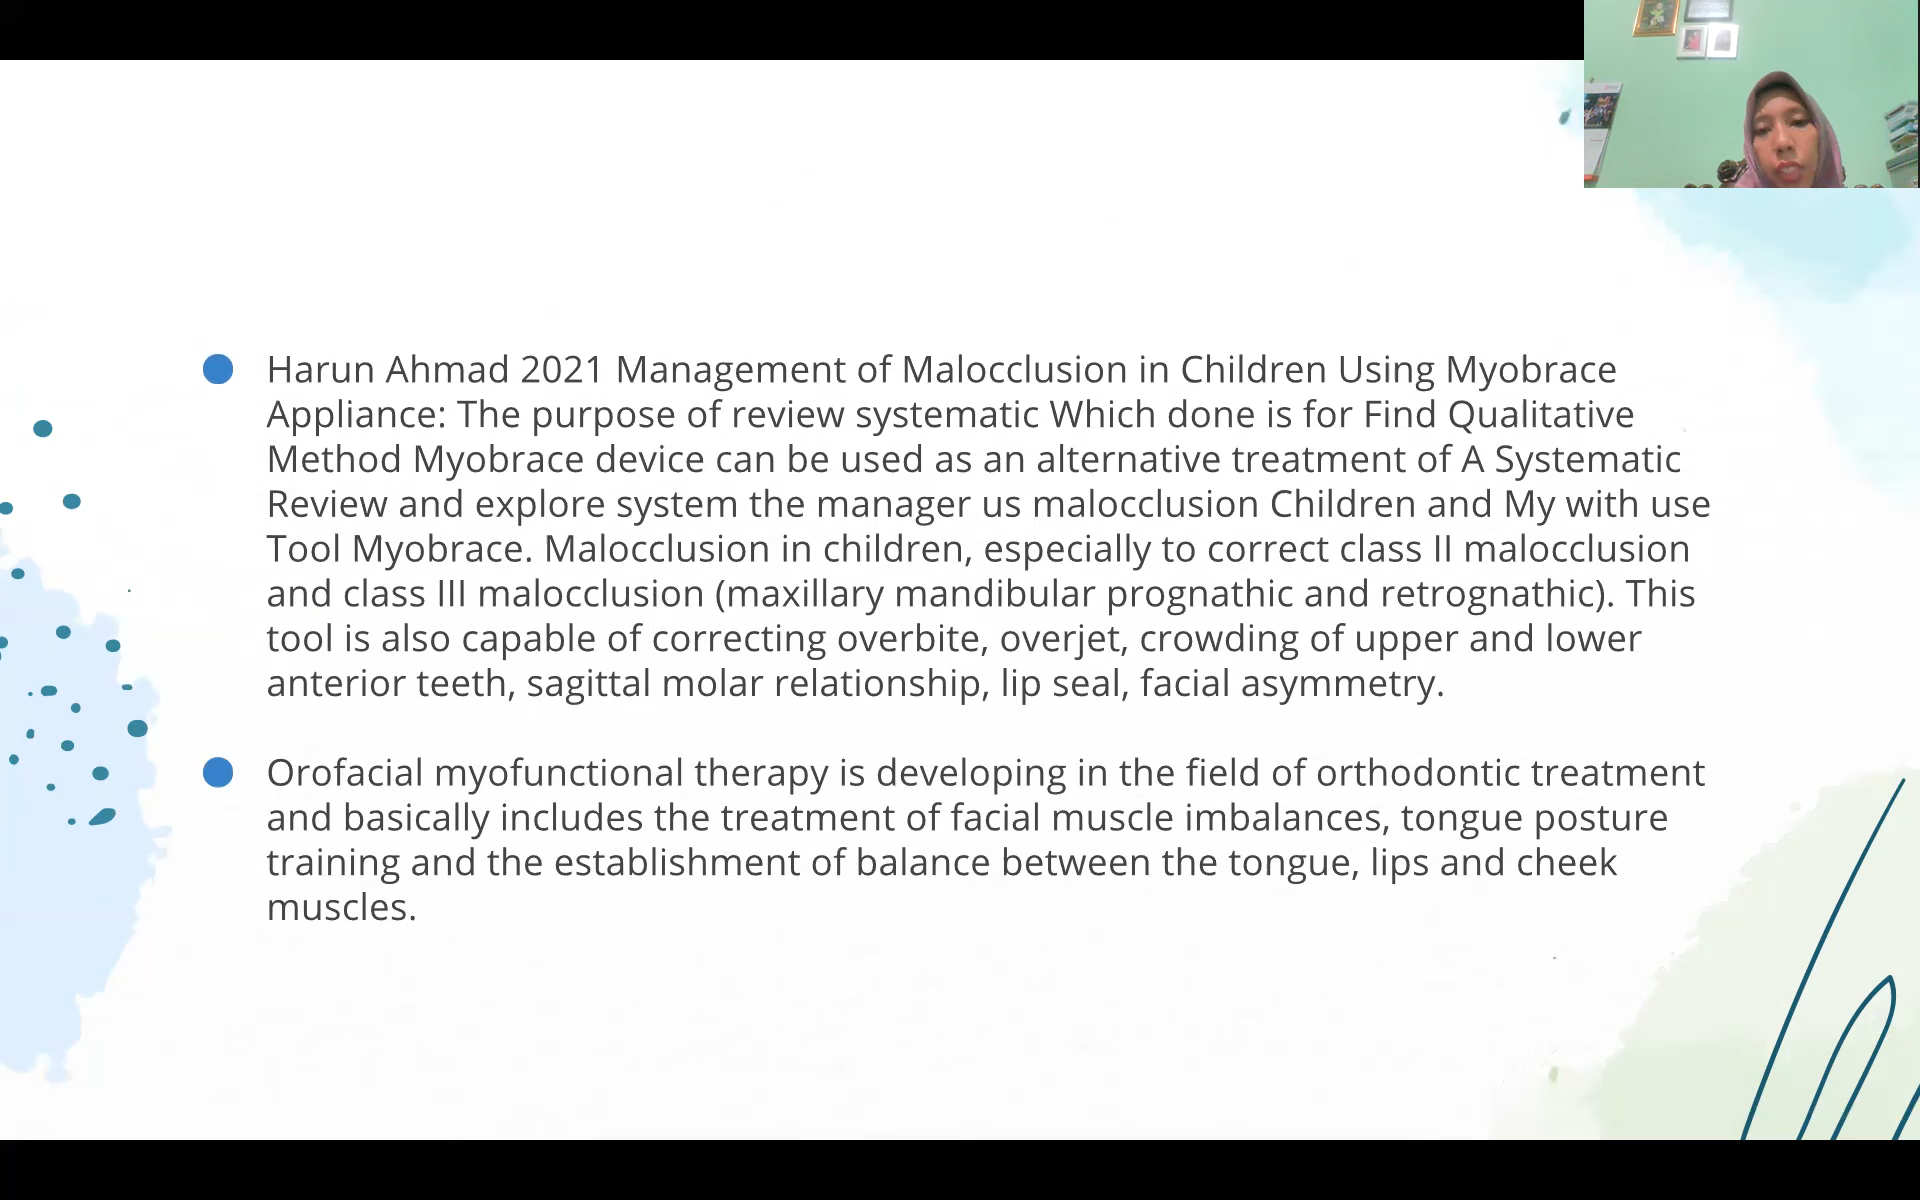 Harun Ahmad 2021 Management of Malocclusion in Children Using Myobrace
Appliance: The purpose of review systematic Which done is for Find Qualitative
Method Myobrace device can be used as an alternative treatment of A Systematic
Review and explore system the manager us malocclusion Children and My with use
Tool Myobrace. Malocclusion in children, especially to correct class II malocclusion
and class III malocclusion (maxillary mandibular prognathic and retrognathic). This
tool is also capable of correcting overbite, overjet, crowding of upper and lower
anterior teeth, sagittal molar relationship, lip seal, facial asymmetry.
Orofacial myofunctional therapy is developing in the field of orthodontic treatment
and basically includes the treatment of facial muscle imbalances, tongue posture
training and the establishment of balance between the tongue, lips and cheek
muscles.